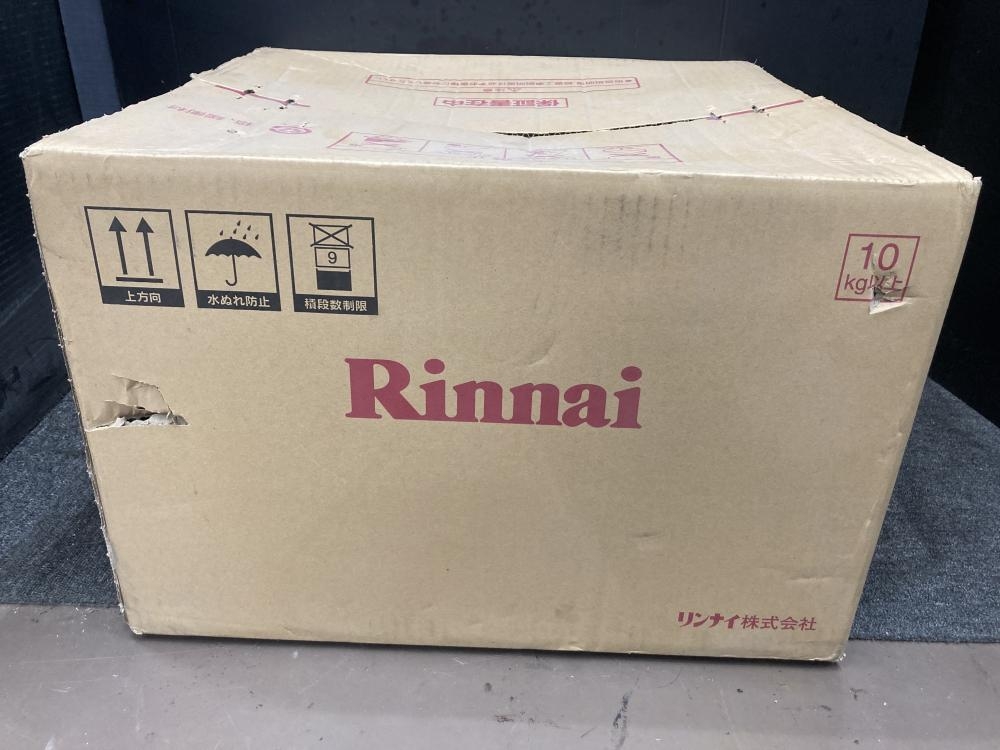 保証書在中
上方向
水ぬれ防止
9
積段数制限
10
kg以上
Rinnai
リンナイ株式会社